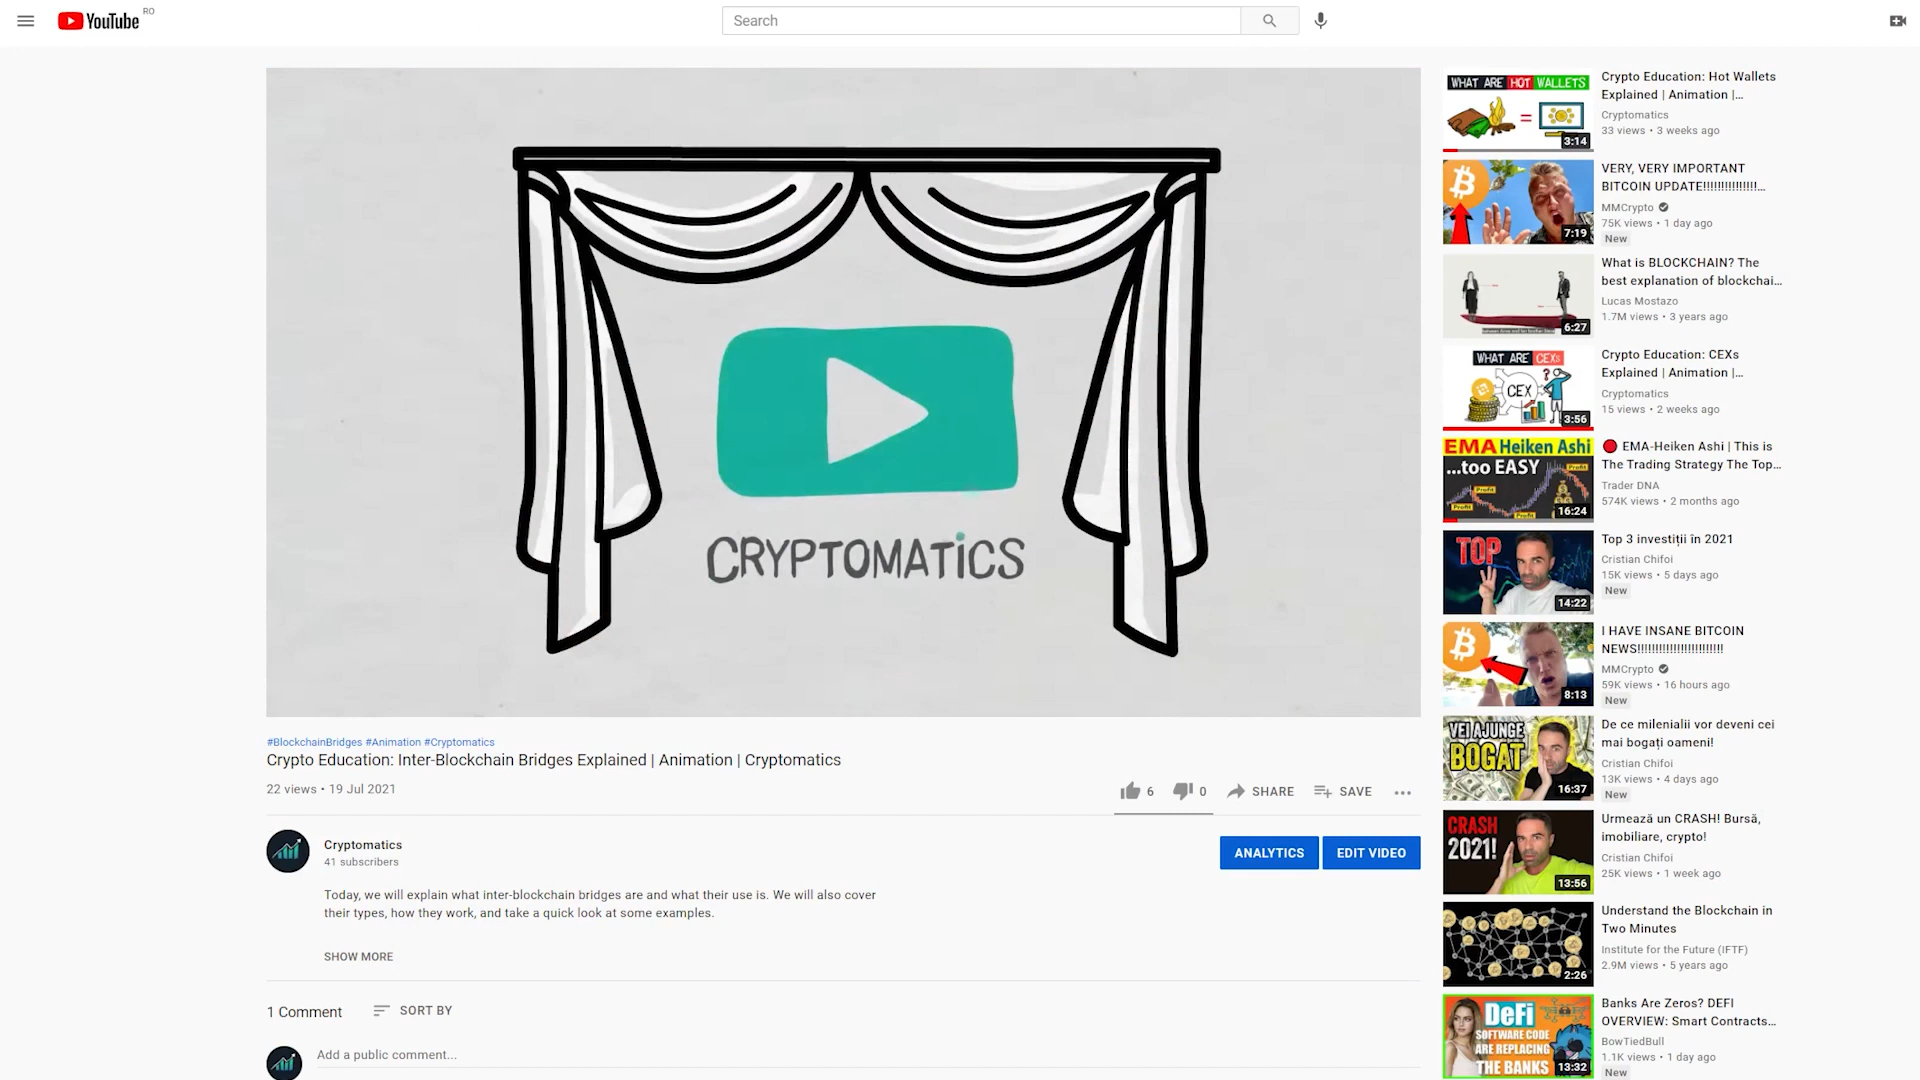 YouTube RO
Search
CRYPTOMATiCS
#BlockchainBridges #Animation #Cryptomatics
Crypto Education: Inter-Blockchain Bridges Explained | Animation | Cryptomatics
22 views • 19 Jul 2021
6
0
SHARE
SAVE
Cryptomatics
41 subscribers
ANALYTICS
EDIT VIDEO
Today, we will explain what inter-blockchain bridges are and what their use is. We will also cover
their types, how they work, and take a quick look at some examples.
SHOW MORE
1 Comment
SORT BY
Add a public comment...
WHAT ARE HOT WALLETS
=
3:14
Crypto Education: Hot Wallets
Explained | Animation |...
Cryptomatics
33 views • 3 weeks ago
7:19
VERY, VERY IMPORTANT
BITCOIN UPDATE!!!!!!!!!!!!!!!...
MMCrypto
75K views • 1 day ago
New
6:27
What is BLOCKCHAIN? The
best explanation of blockchai...
Lucas Mostazo
1.7M views • 3 years ago
WHAT ARE CEXs
CEX
?
3:56
Crypto Education: CEXs
Explained | Animation |...
Cryptomatics
15 views • 2 weeks ago
EMA Heiken Ashi
...too EASY
Profit
Profit
Profit
Profit
16:24
EMA-Heiken Ashi | This is
The Trading Strategy The Top...
Trader DNA
574K views • 2 months ago
TOP
14:22
Top 3 investiții în 2021
Cristian Chifoi
15K views • 5 days ago
New
8:13
I HAVE INSANE BITCOIN
NEWS!!!!!!!!!!!!!!!!!!!!!!!!
MMCrypto
59K views • 16 hours ago
New
VEI AJUNGE
BOGAT
16:37
De ce milenialii vor deveni cei
mai bogați oameni!
Cristian Chifoi
13K views • 4 days ago
New
CRASH
2021!
13:56
Urmează un CRASH! Bursă,
imobiliare, crypto!
Cristian Chifoi
25K views • 1 week ago
2:26
Understand the Blockchain in
Two Minutes
Institute for the Future (IFTF)
2.9M views • 5 years ago
DeFi
SOFTWARE CODE
ARE REPLACING
THE BANKS
13:32
Banks Are Zeros? DEFI
OVERVIEW: Smart Contracts...
BowTiedBull
1.1K views • 1 day ago
New